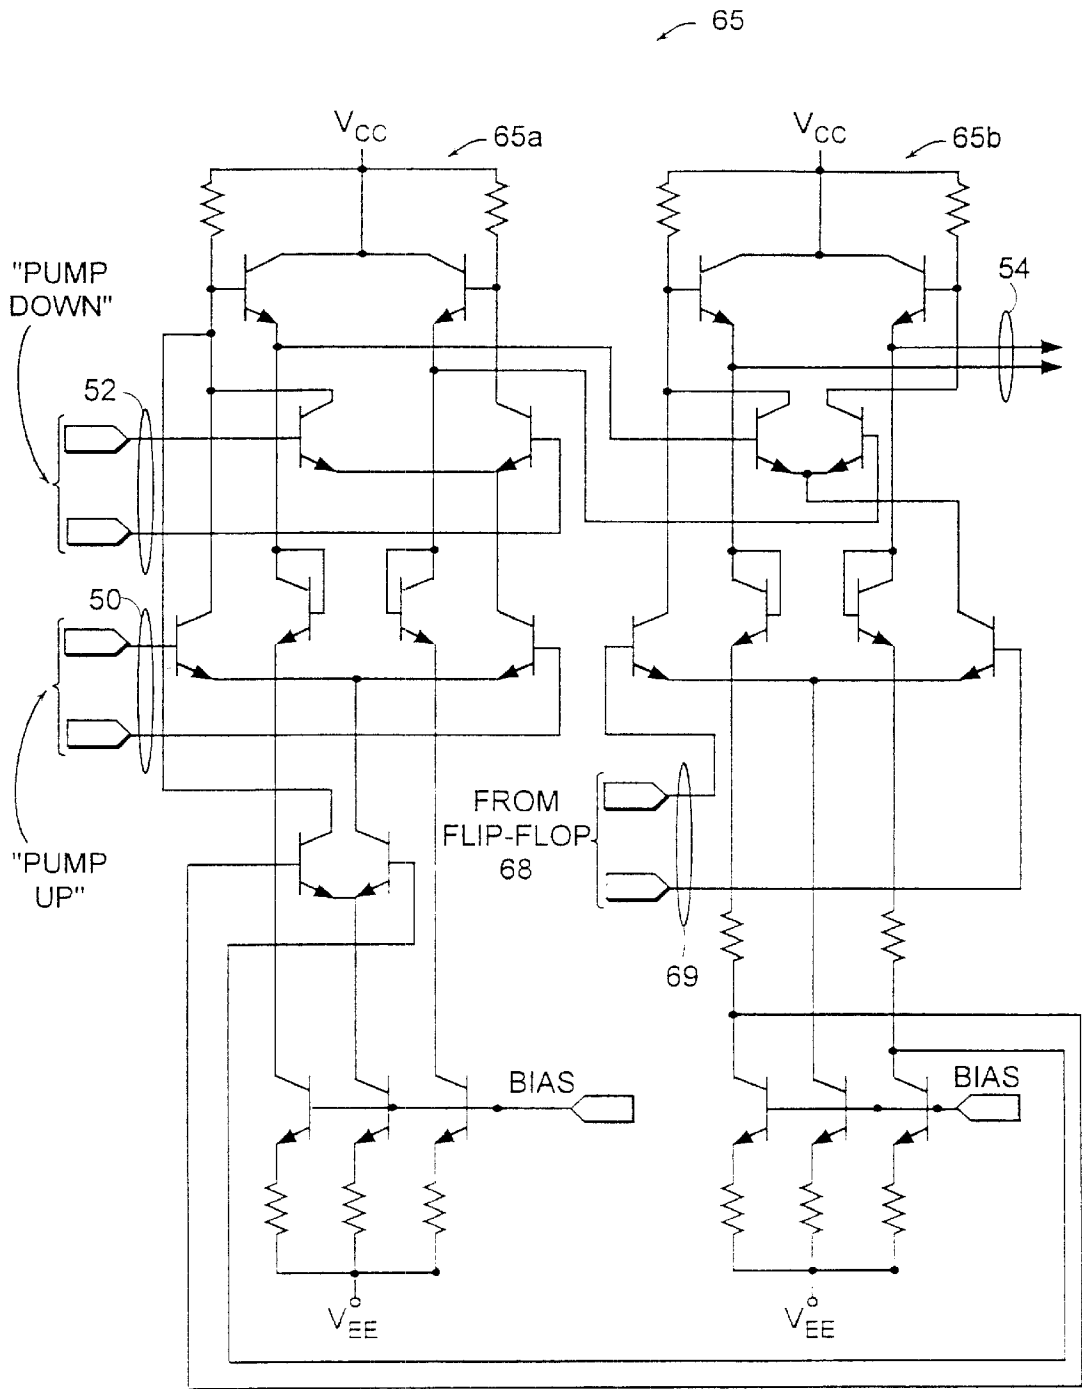 65
VCC
65a
VCC
65b
"PUMP
DOWN"
54
52
50
"PUMP
UP"
FROM
FLIP-FLOP
68
69
BIAS
BIAS
VEE
VEE